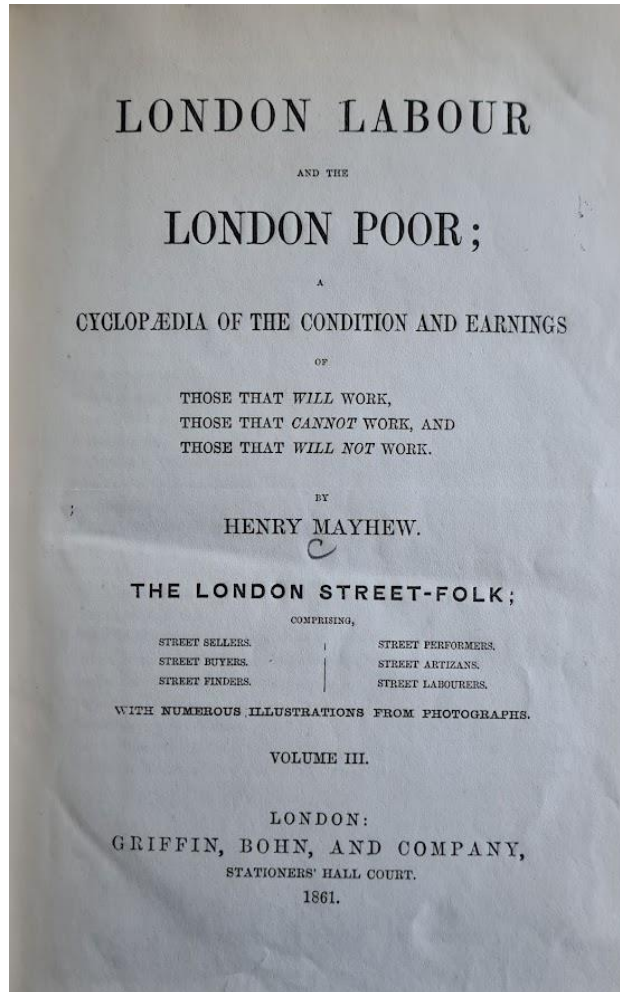 LONDON LABOUR
AND THE
LONDON POOR;
A
CYCLOPÆDIA OF THE CONDITION AND EARNINGS
OF
THOSE THAT WILL WORK,
THOSE THAT CANNOT WORK, AND
THOSE THAT WILL NOT WORK.
BY
HENRY MAYHEW.
THE LONDON STREET-FOLK;
COMPRISING,
STREET SELLERS.
STREET BUYERS.
STREET FINDERS.
STREET PERFORMERS.
STREET ARTIZANS.
STREET LABOURERS.
WITH NUMEROUS ILLUSTRATIONS FROM PHOTOGRAPHS.
VOLUME III.
LONDON:
GRIFFIN, BOHN, AND COMPANY,
STATIONERS' HALL COURT.
1861.